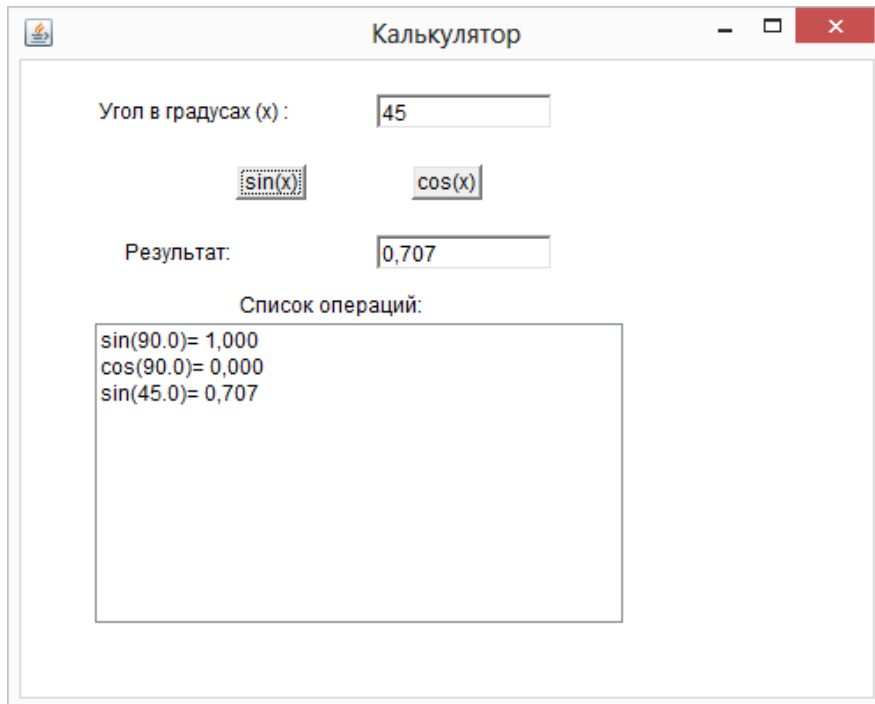 Калькулятор
Угол в градусах (x) :
45
sin(x)
cos(x)
Результат:
0,707
Список операций:
sin(90.0)= 1,000
cos(90.0)= 0,000
sin(45.0)= 0,707